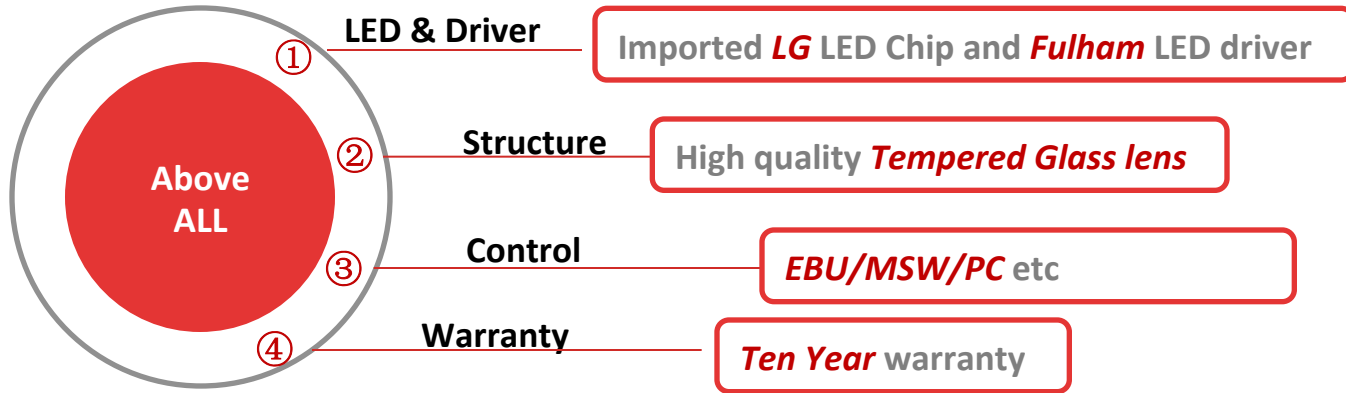 Above
ALL
① LED & Driver
Imported LG LED Chip and Fulham LED driver
② Structure
High quality Tempered Glass lens
③ Control
EBU/MSW/PC etc
④ Warranty
Ten Year warranty